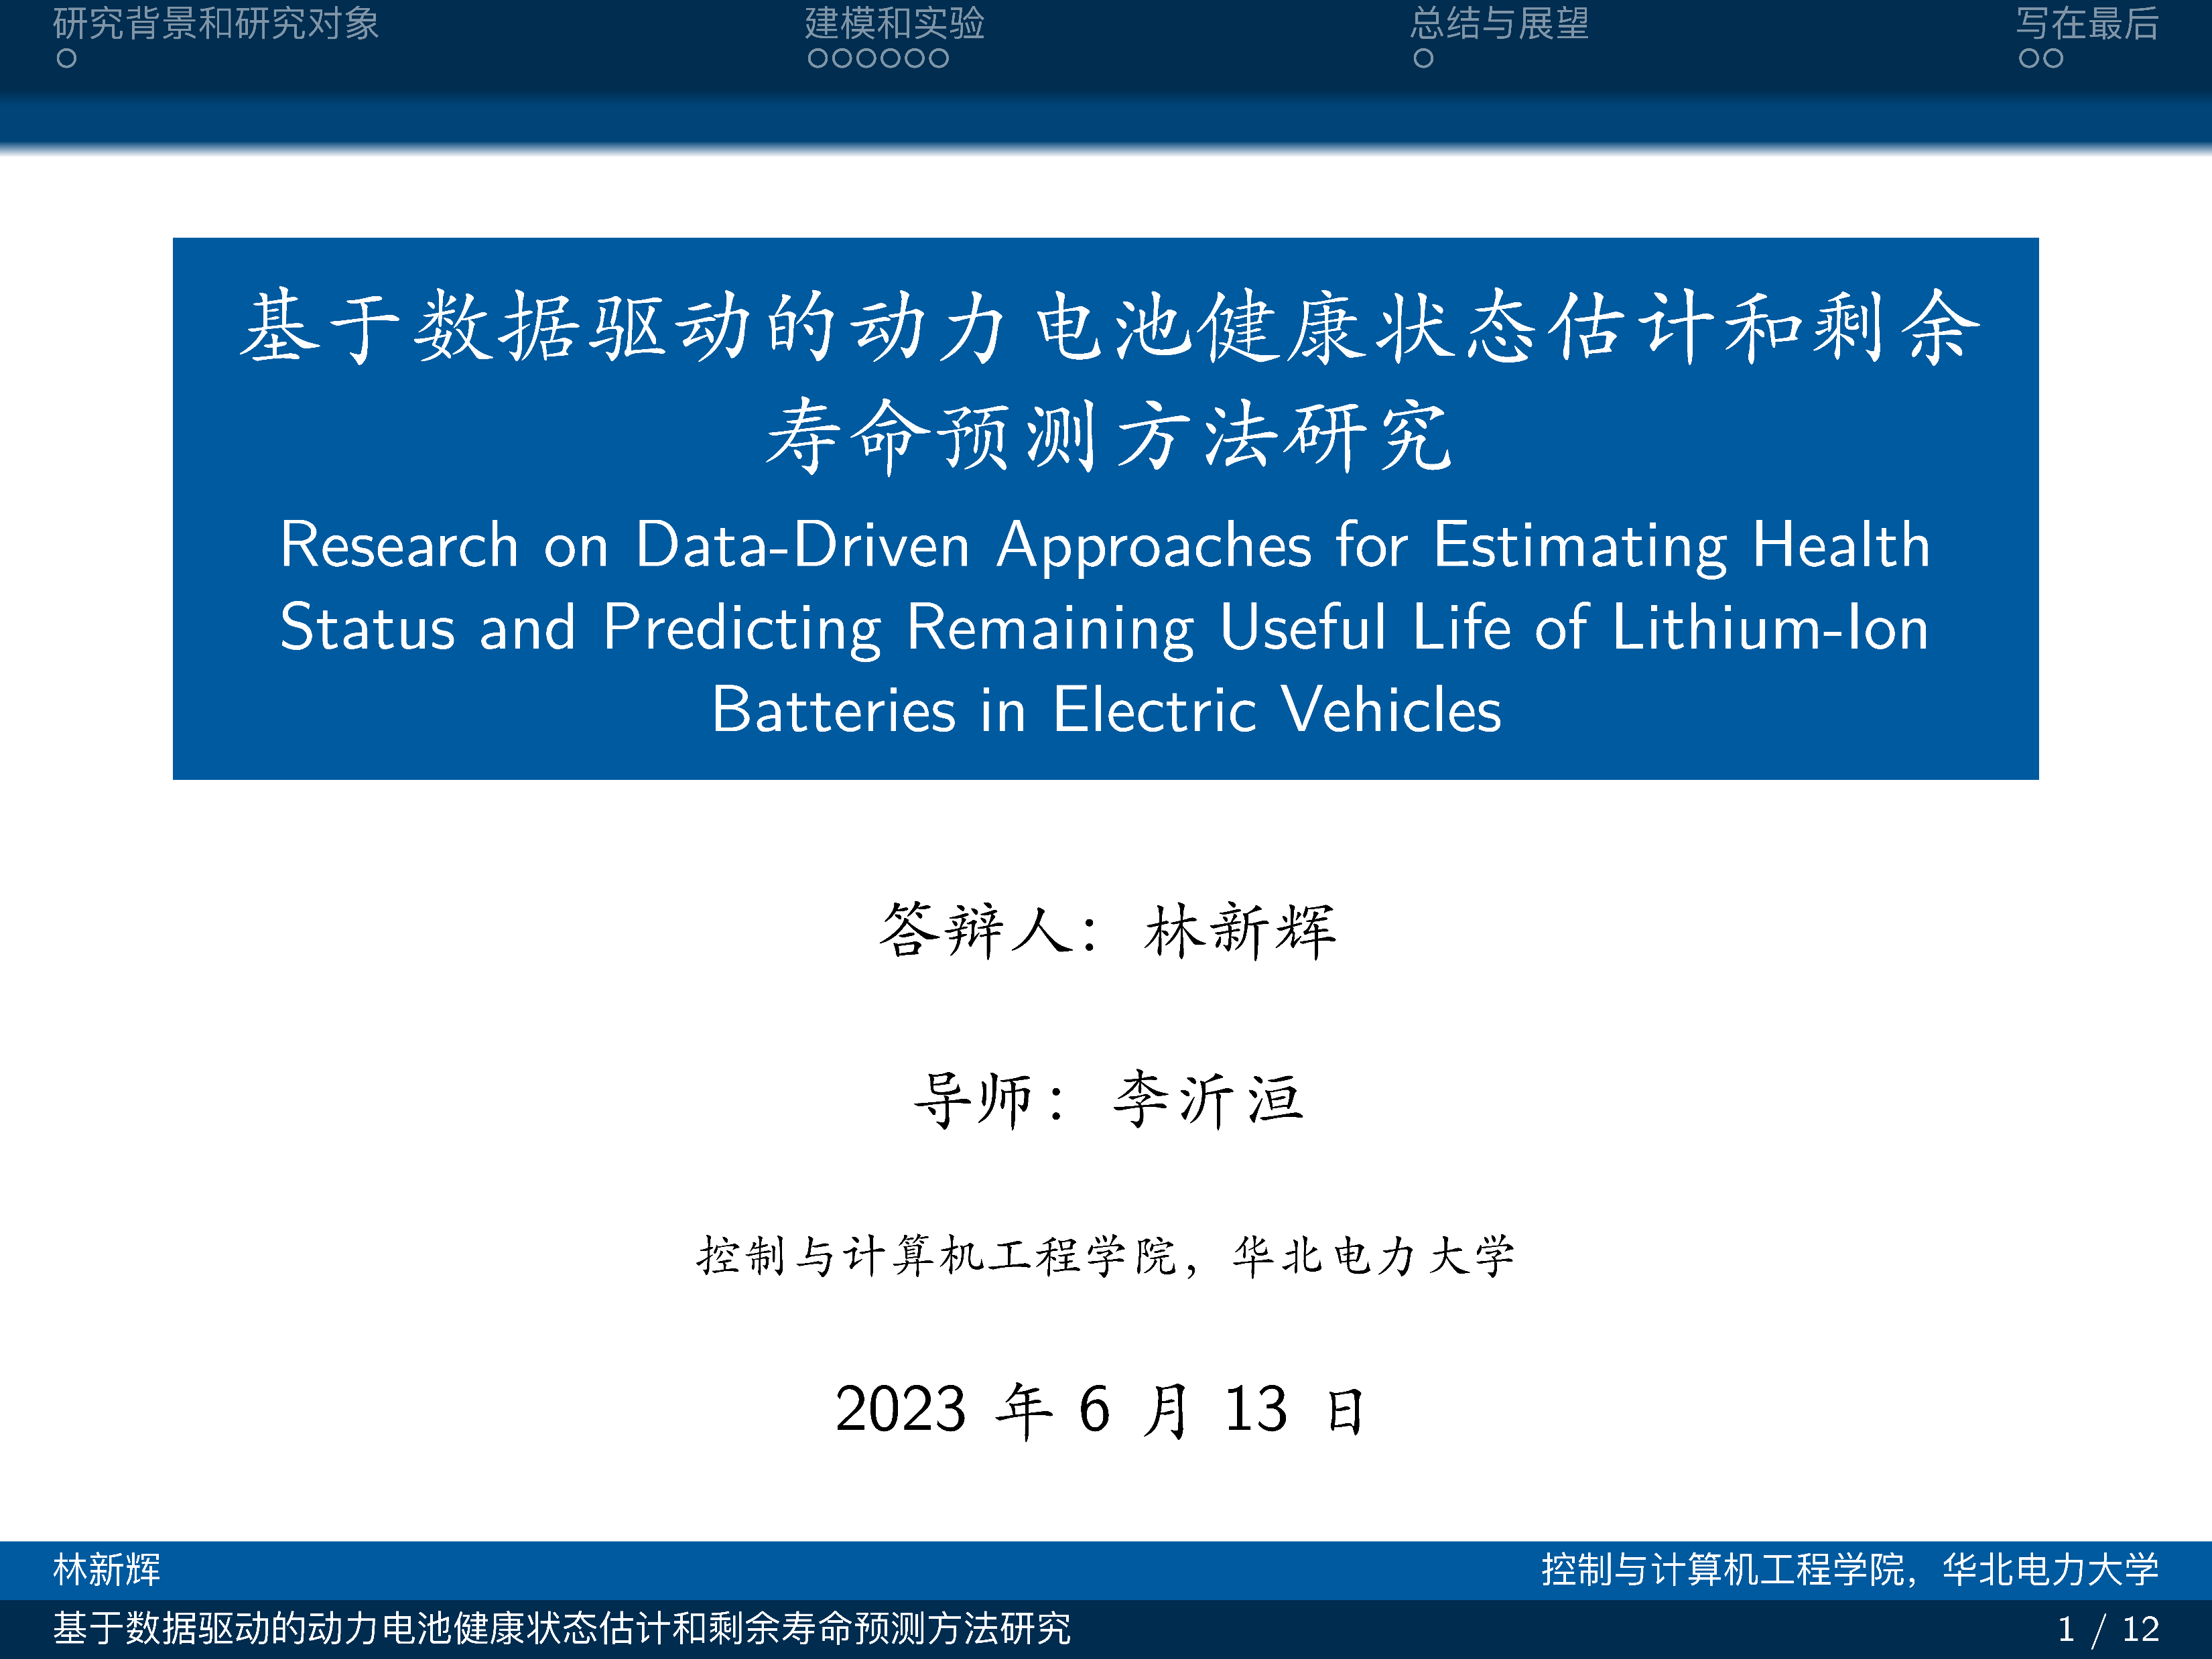 研究背景和研究对象 建模和实验 总结与展望 写在最后
基于数据驱动的动力电池健康状态估计和剩余
寿命预测方法研究
Research on Data-Driven Approaches for Estimating Health
Status and Predicting Remaining Useful Life of Lithium-Ion
Batteries in Electric Vehicles
答辩人：林新辉
导师：李沂洹
控制与计算机工程学院，华北电力大学
2023 年 6 月 13 日
林新辉 控制与计算机工程学院，华北电力大学
基于数据驱动的动力电池健康状态估计和剩余寿命预测方法研究 1 / 12